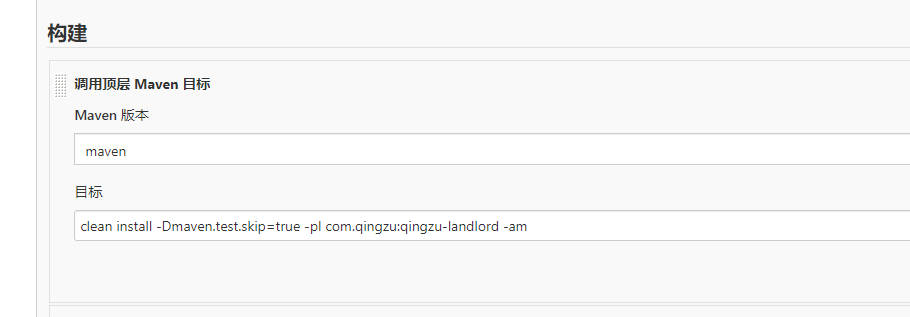 构建
调用顶层 Maven 目标
Maven 版本
maven
目标
clean install -Dmaven.test.skip=true -pl com.qingzu:qingzu-landlord -am